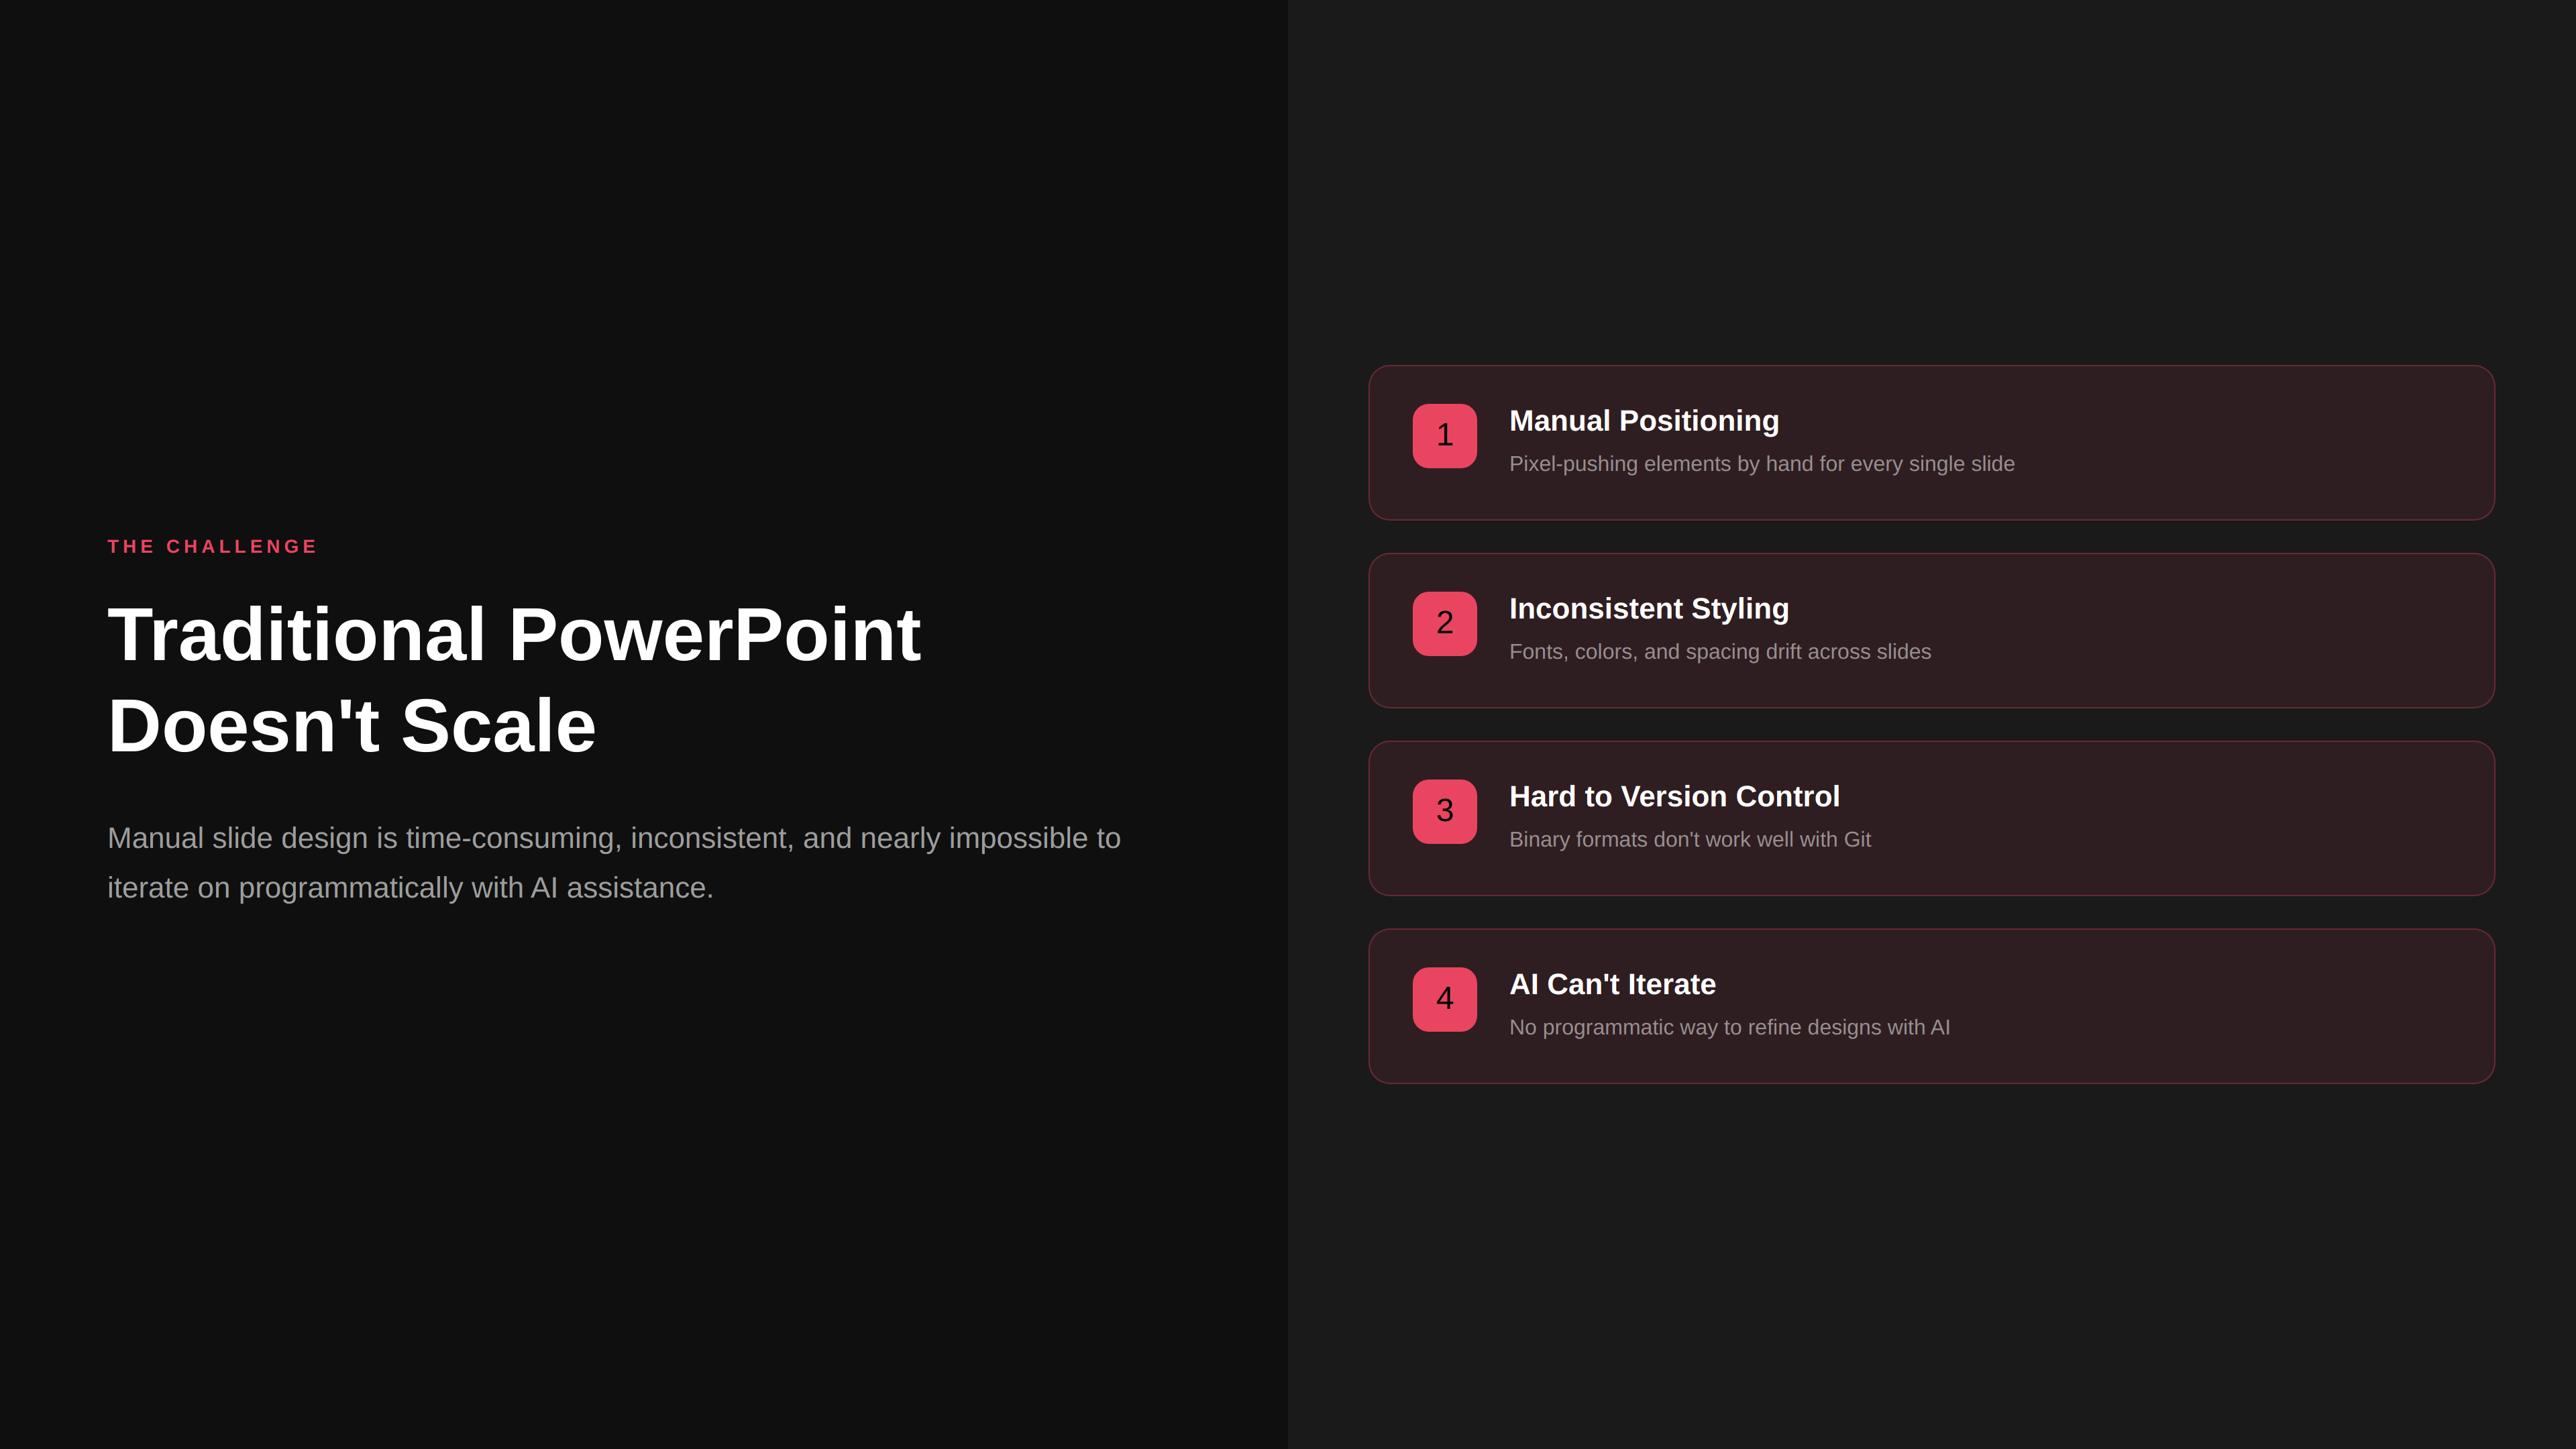 THE CHALLENGE
Traditional PowerPoint
Doesn't Scale
Manual slide design is time-consuming, inconsistent, and nearly impossible to
iterate on programmatically with AI assistance.
1
Manual Positioning
Pixel-pushing elements by hand for every single slide
2
Inconsistent Styling
Fonts, colors, and spacing drift across slides
3
Hard to Version Control
Binary formats don't work well with Git
4
AI Can't Iterate
No programmatic way to refine designs with AI